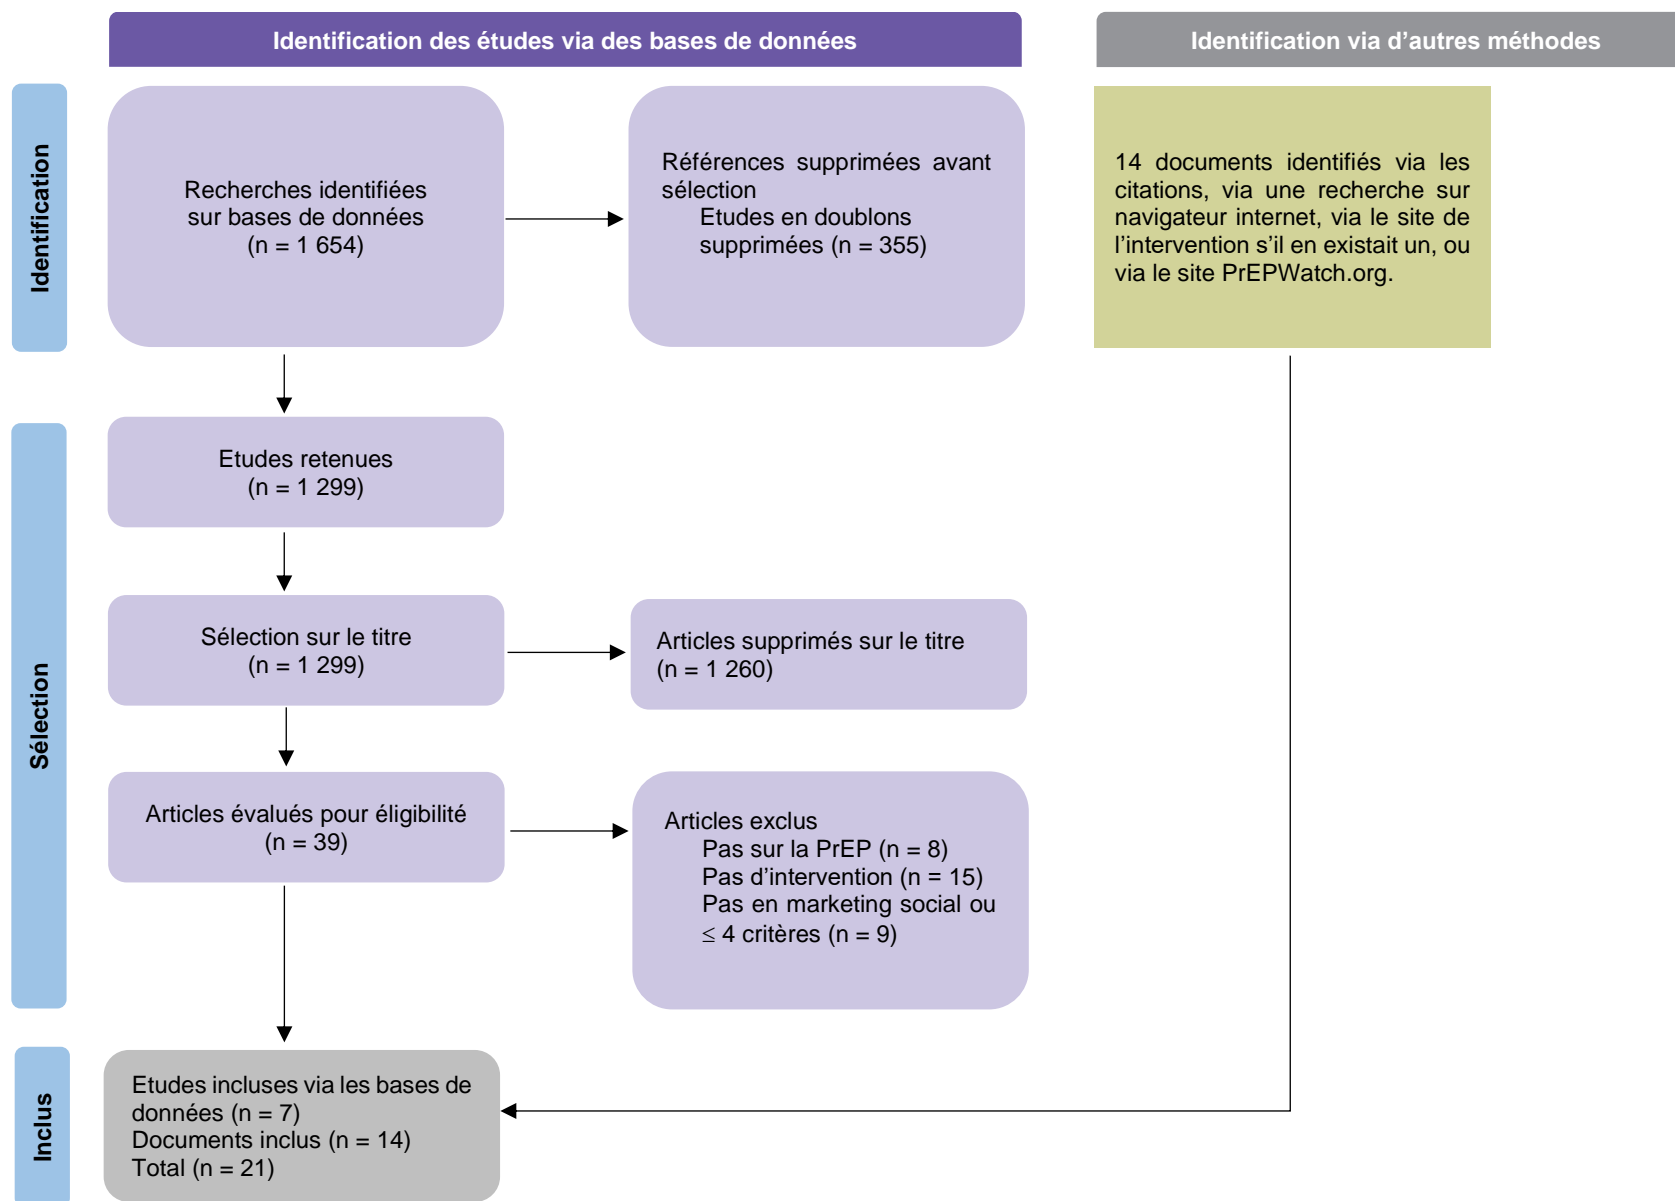 Identification des études via des bases de données
Identification via d'autres méthodes
Identification
Recherches identifiées
sur bases de données
(n = 1 654)
Références supprimées avant
sélection
Etudes en doublons
supprimées (n = 355)
14 documents identifiés via les
citations, via une recherche sur
navigateur internet, via le site de
l'intervention s'il en existait un, ou
via le site PrEPWatch.org.
Sélection
Etudes retenues
(n = 1 299)
Sélection sur le titre
(n = 1 299)
Articles supprimés sur le titre
(n = 1 260)
Articles évalués pour éligibilité
(n = 39)
Articles exclus
Pas sur la PrEP (n = 8)
Pas d'intervention (n = 15)
Pas en marketing social ou
≤ 4 critères (n = 9)
Inclus
Etudes incluses via les bases de
données (n = 7)
Documents inclus (n = 14)
Total (n = 21)